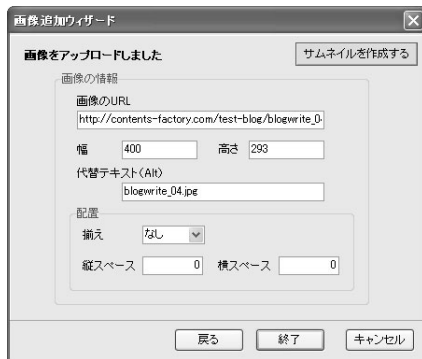 画像追加ウィザード
画像をアップロードしました
サムネイルを作成する
画像の情報
画像のURL
http://contents-factory.com/test-blog/blogwrite_0
幅 400 高さ 293
代替テキスト(Alt)
blogwrite_04.jpg
配置
揃え なし
縦スペース 0 横スペース 0
戻る 終了 キャンセル